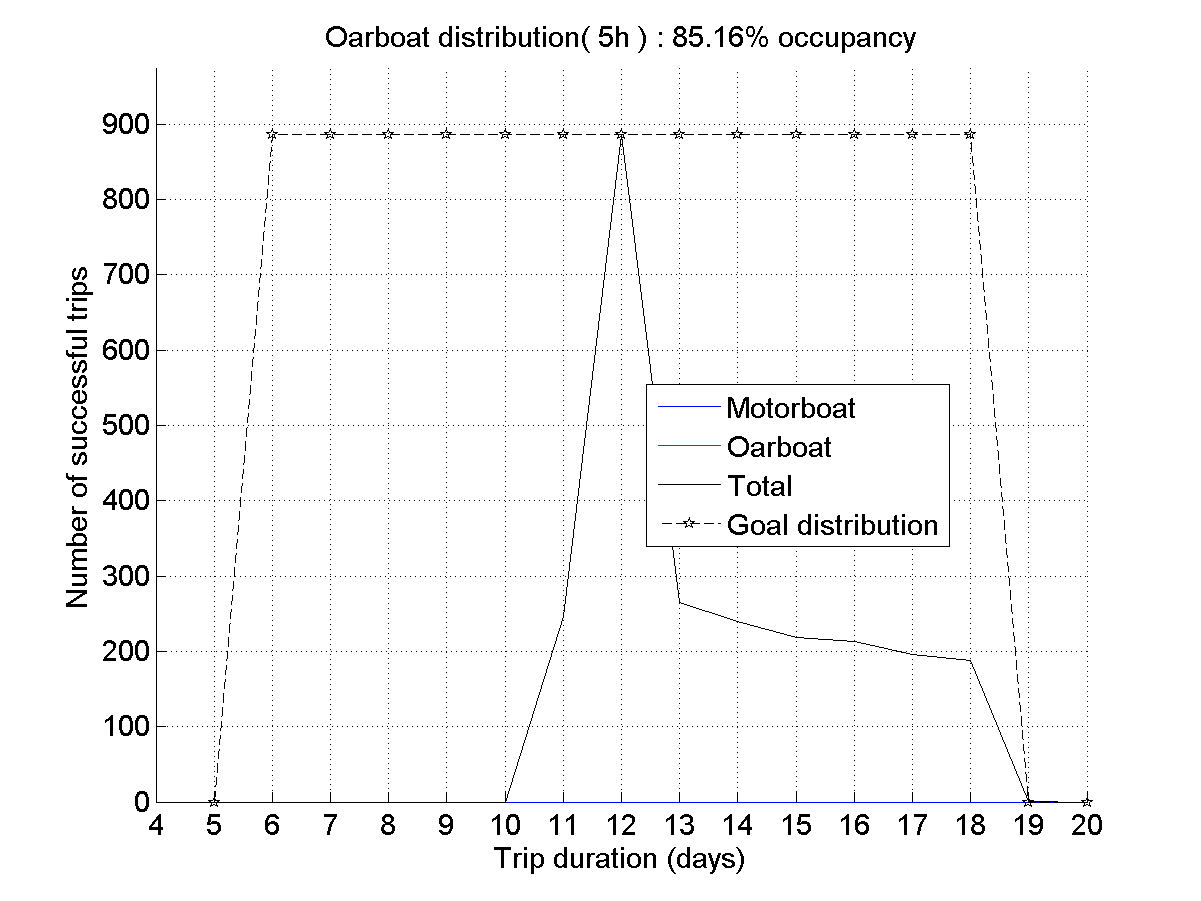 Oarboat distribution( 5h ) : 85.16% occupancy
900
800
700
600
500
400
300
200
100
0
Number of successful trips
Motorboat
Oarboat
Total
Goal distribution
4 5 6 7 8 9 10 11 12 13 14 15 16 17 18 19 20
Trip duration (days)